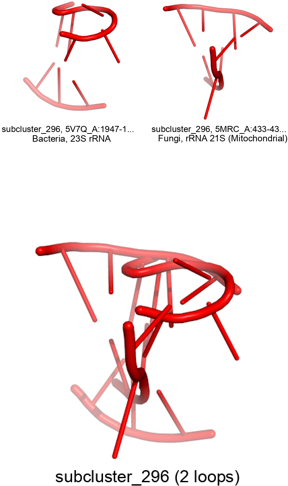 subcluster_296, 5V7Q_A:1947-1...
Bacteria, 23S rRNA
subcluster_296, 5MRC_A:433-43...
Fungi, rRNA 21S (Mitochondrial)
subcluster_296 (2 loops)